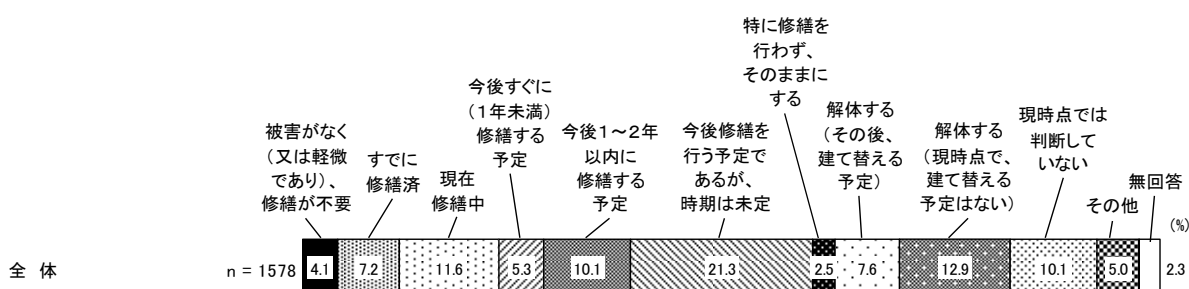 被害がなく
（又は軽微
であり）、
修繕が不要
すでに
修繕済
現在
修繕中
今後すぐに
（１年未満）
修繕する
予定
今後１～２年
以内に
修繕する
予定
今後修繕を
行う予定で
あるが、
時期は未定
特に修繕を
行わず、
そのままに
する
解体する
（その後、
建て替える
予定）
解体する
（現時点で、
建て替える
予定はない）
現時点では
判断して
いない
その他
無回答
(%)
全 体
n = 1578
4.1
7.2
11.6
5.3
10.1
21.3
2.5
7.6
12.9
10.1
5.0
2.3